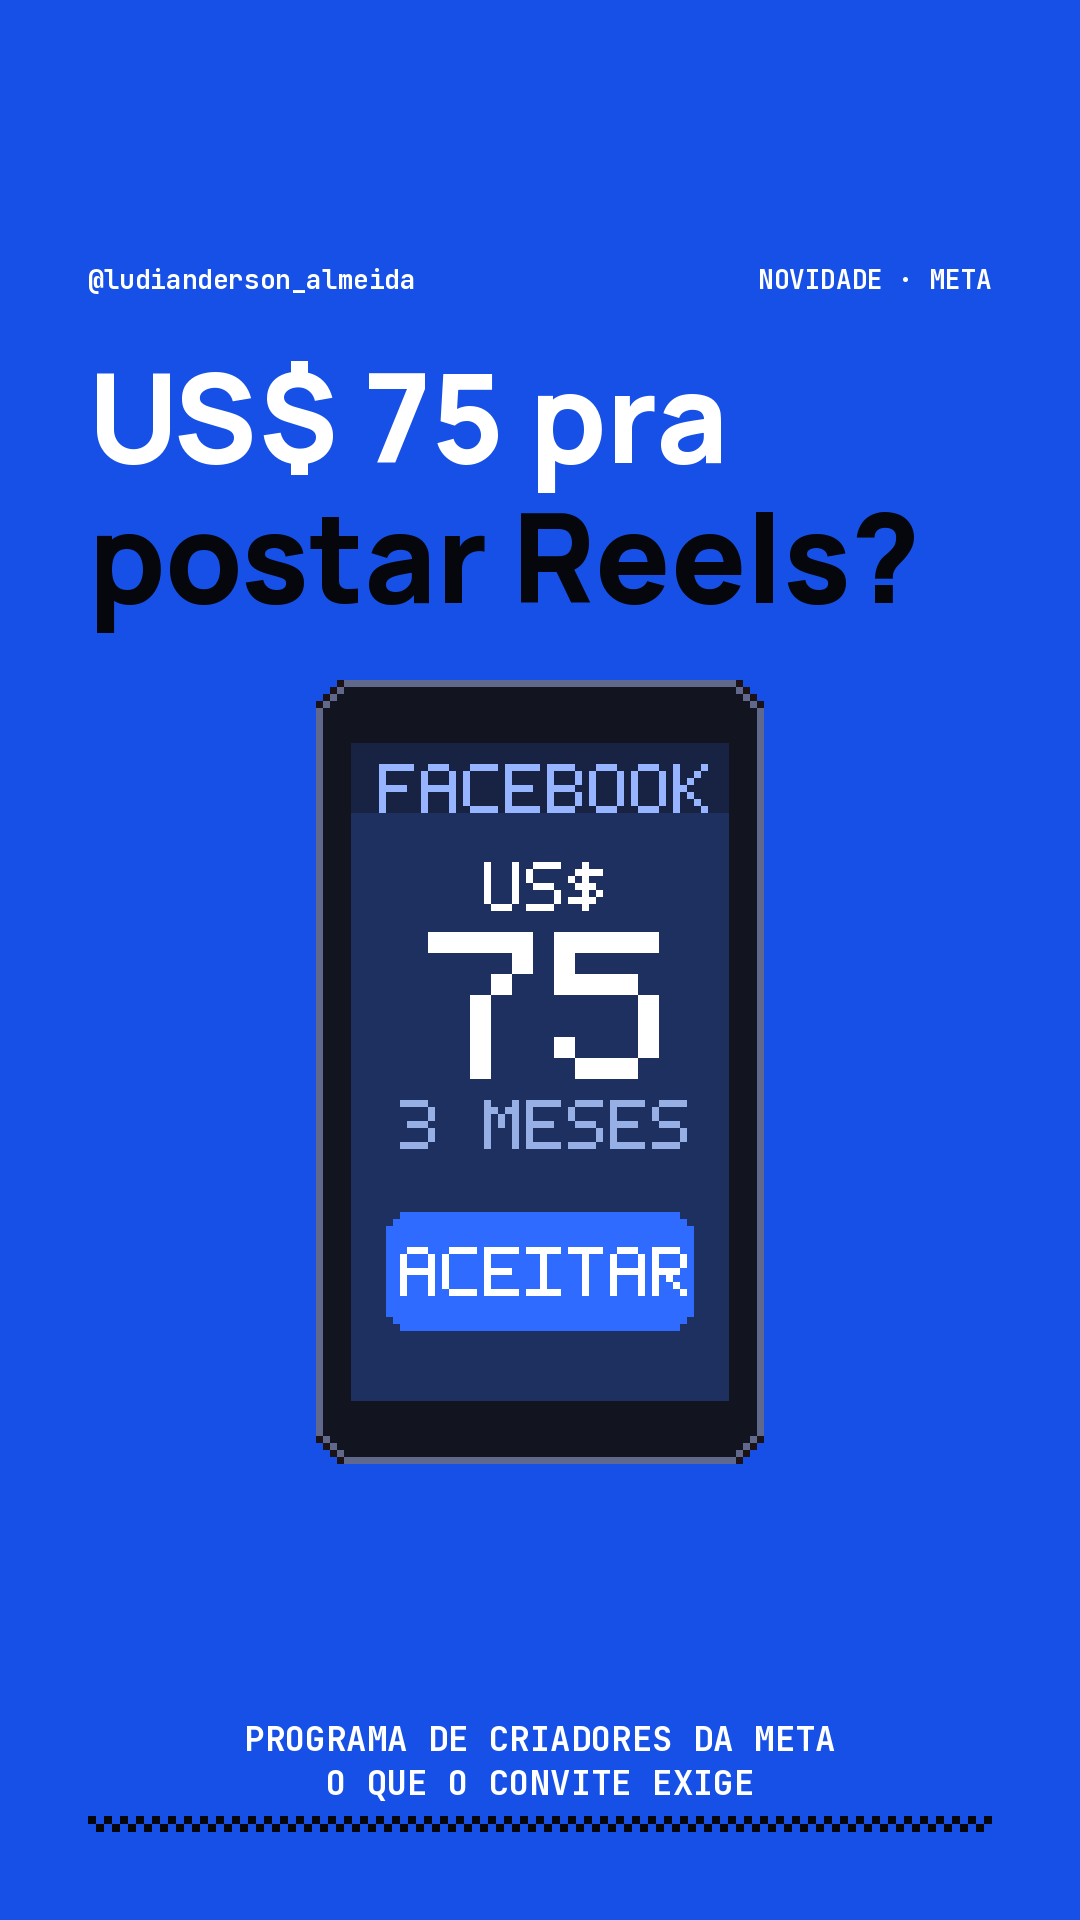 @ludianderson_almeida
NOVIDADE · META
US$ 75 pra
postar Reels?
FACEBOOK
US$
75
3 MESES
ACEITAR
PROGRAMA DE CRIADORES DA META
O QUE O CONVITE EXIGE